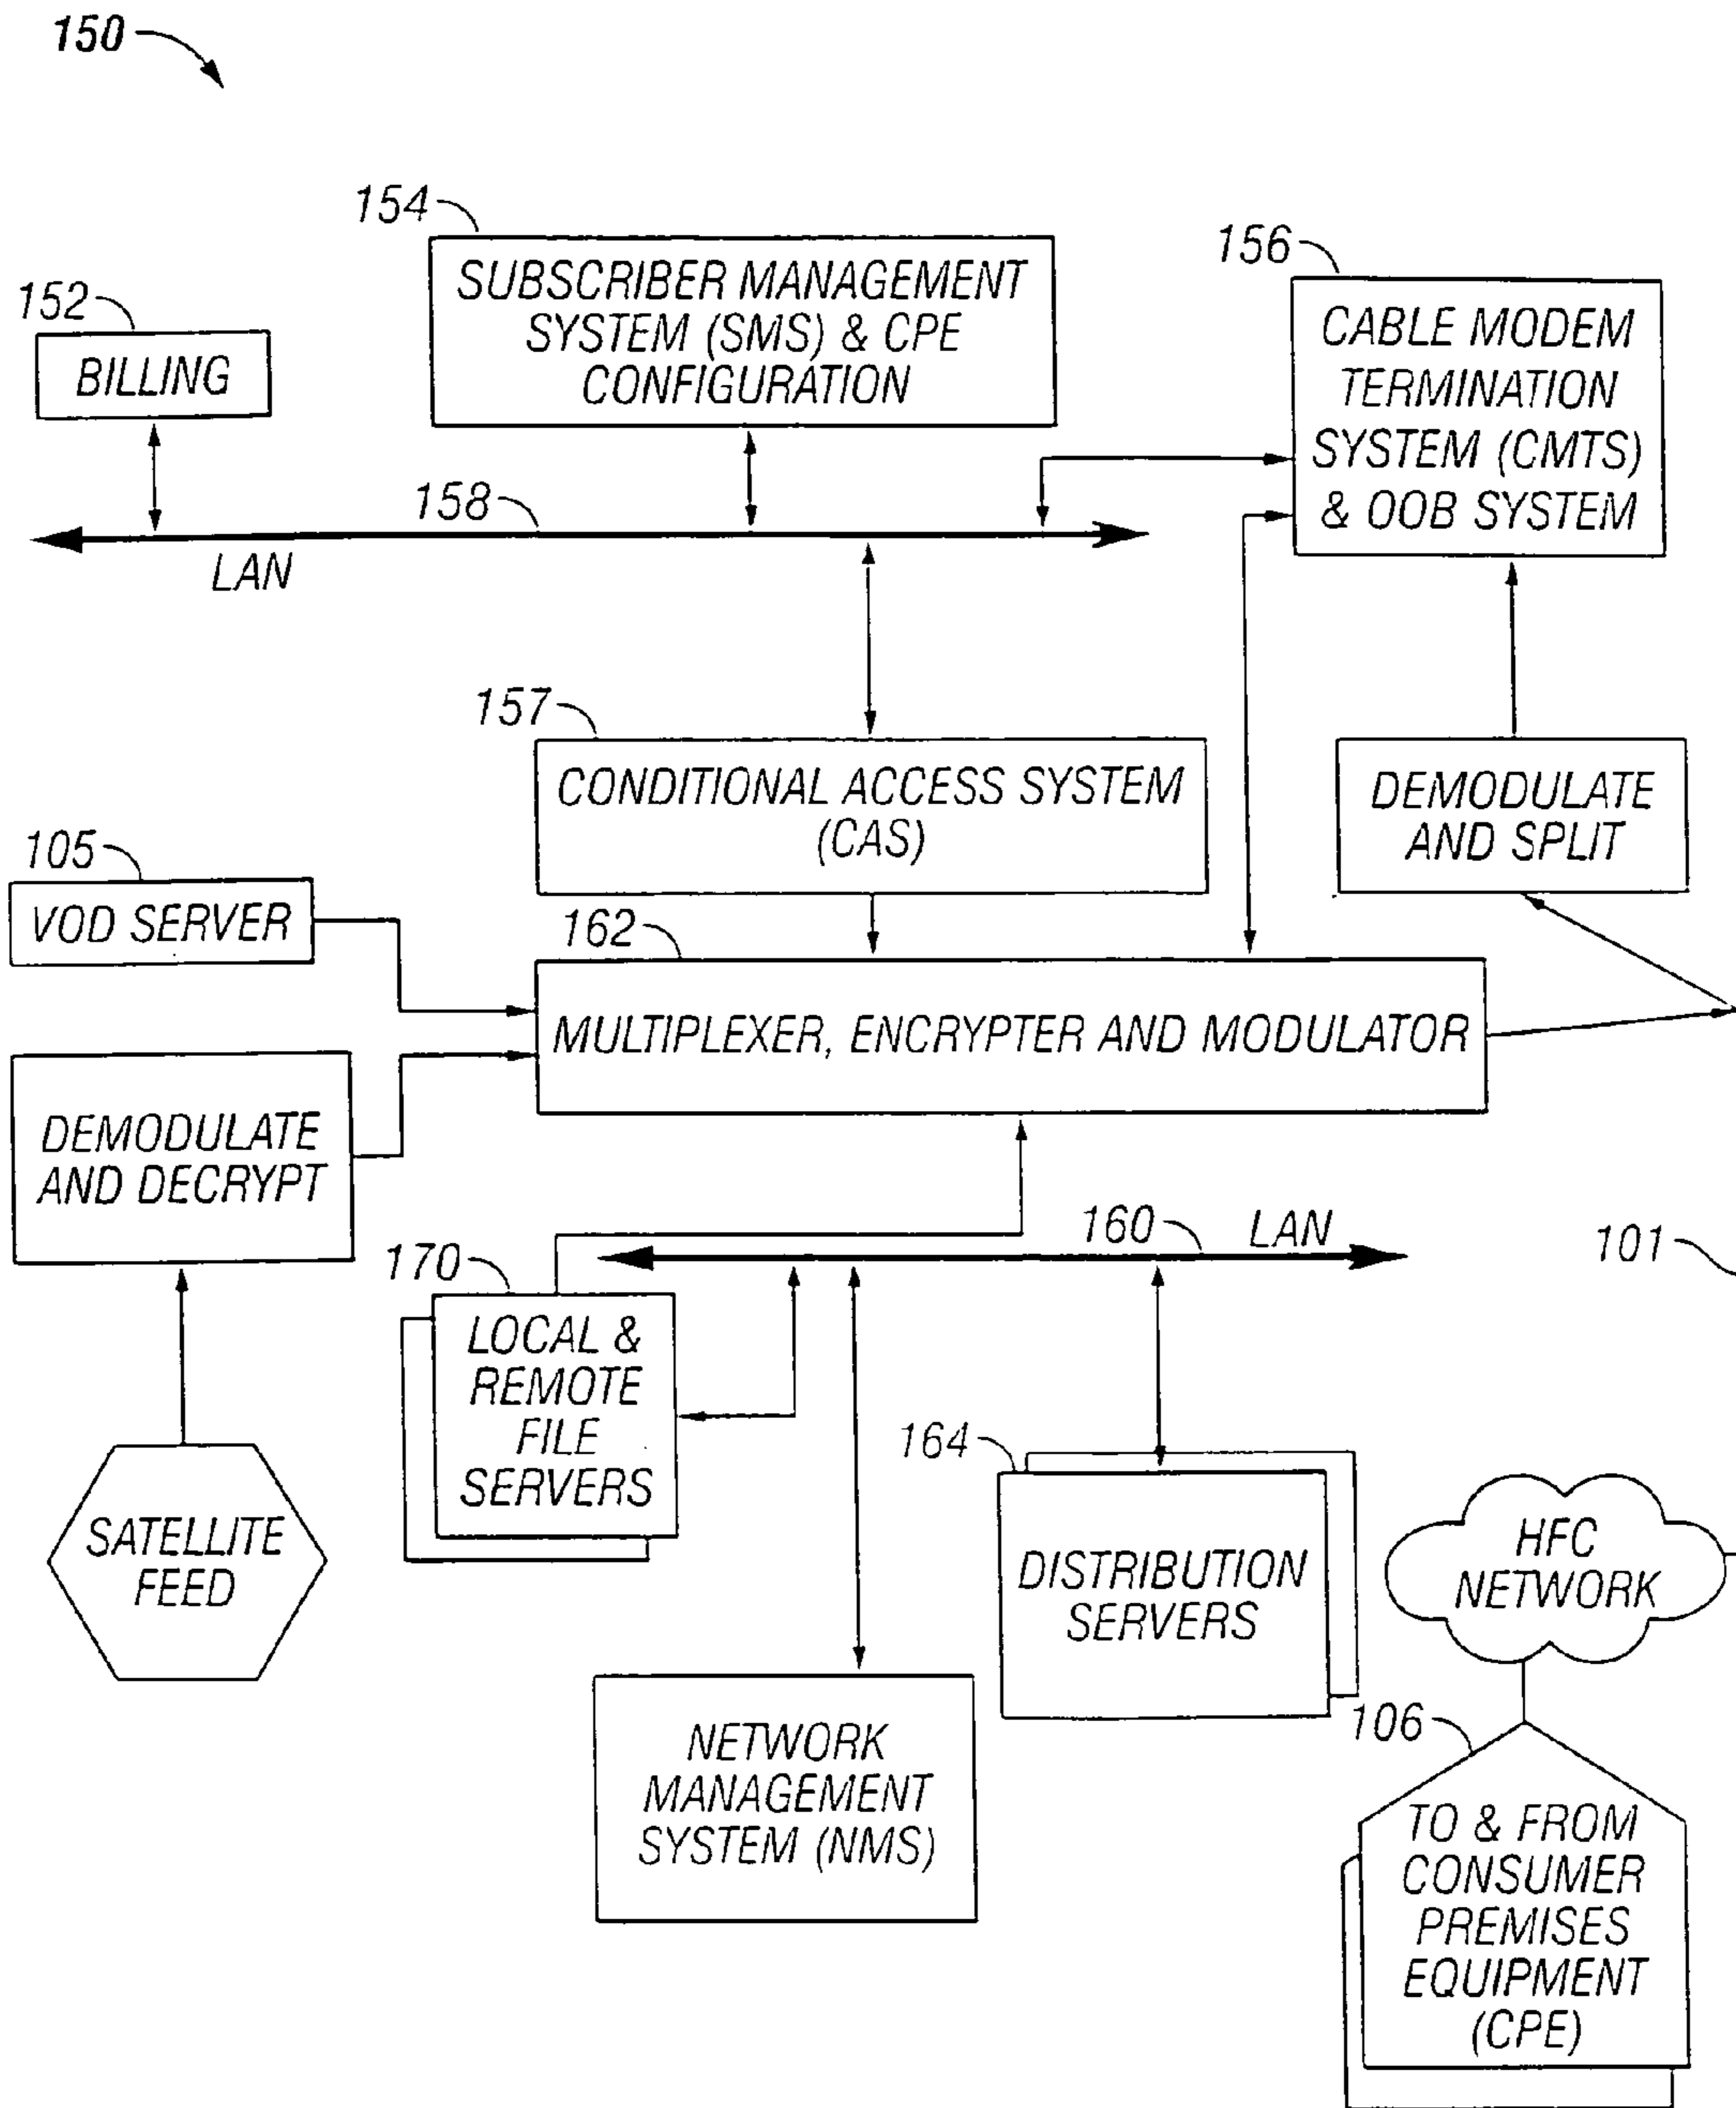 150
154
SUBSCRIBER MANAGEMENT
SYSTEM (SMS) & CPE
CONFIGURATION
156
CABLE MODEM
TERMINATION
SYSTEM (CMTS)
& OOB SYSTEM
152
BILLING
158
LAN
157
CONDITIONAL ACCESS SYSTEM
(CAS)
DEMODULATE
AND SPLIT
105
VOD SERVER
162
MULTIPLEXER, ENCRYPTER AND MODULATOR
DEMODULATE
AND DECRYPT
160
LAN
101
170
LOCAL &
REMOTE
FILE
SERVERS
164
DISTRIBUTION
SERVERS
SATELLITE
FEED
HFC
NETWORK
NETWORK
MANAGEMENT
SYSTEM (NMS)
106
TO & FROM
CONSUMER
PREMISES
EQUIPMENT
(CPE)